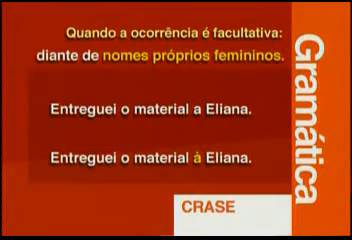 Quando a ocorrência é facultativa:
diante de nomes próprios femininos.
Entreguei o material a Eliana.
Entreguei o material à Eliana.
CRASE
Gramática